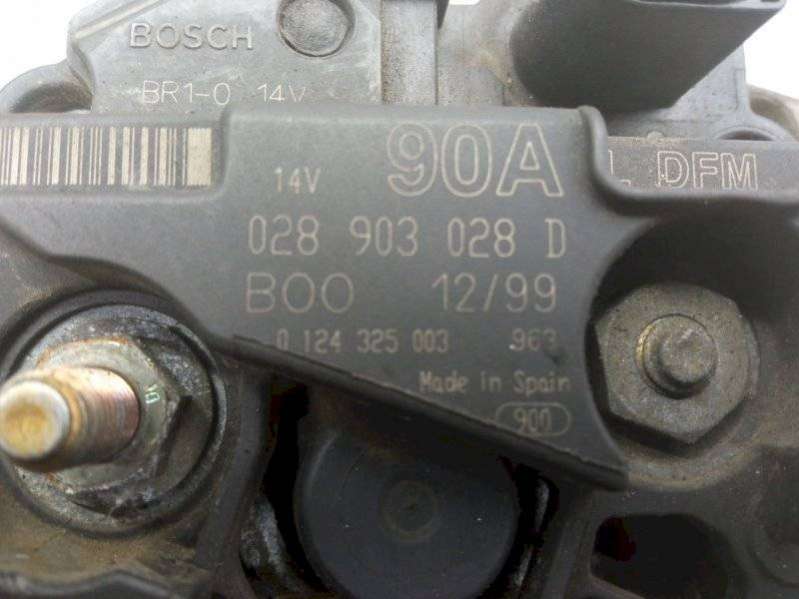 BOSCH
BR1-0 14V
14V 90A L DFM
028 903 028 D
BOO 12/99
0 124 325 003 963
Made in Spain
900